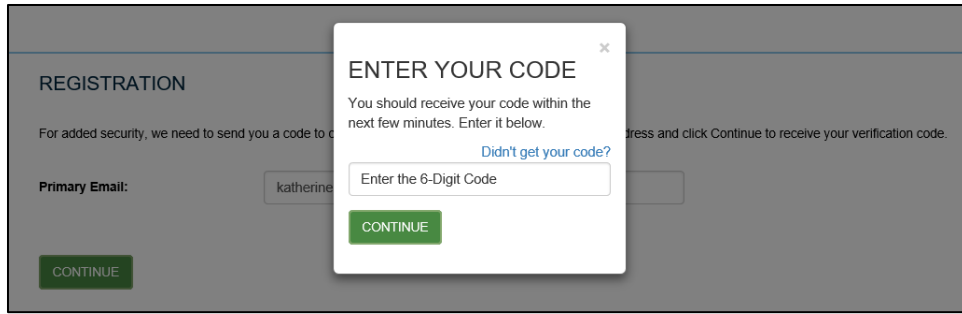 REGISTRATION
For added security, we need to send you a code to
dress and click Continue to receive your verification code.
Primary Email:
katherine
CONTINUE
×
ENTER YOUR CODE
You should receive your code within the
next few minutes. Enter it below.
Didn't get your code?
Enter the 6-Digit Code
CONTINUE